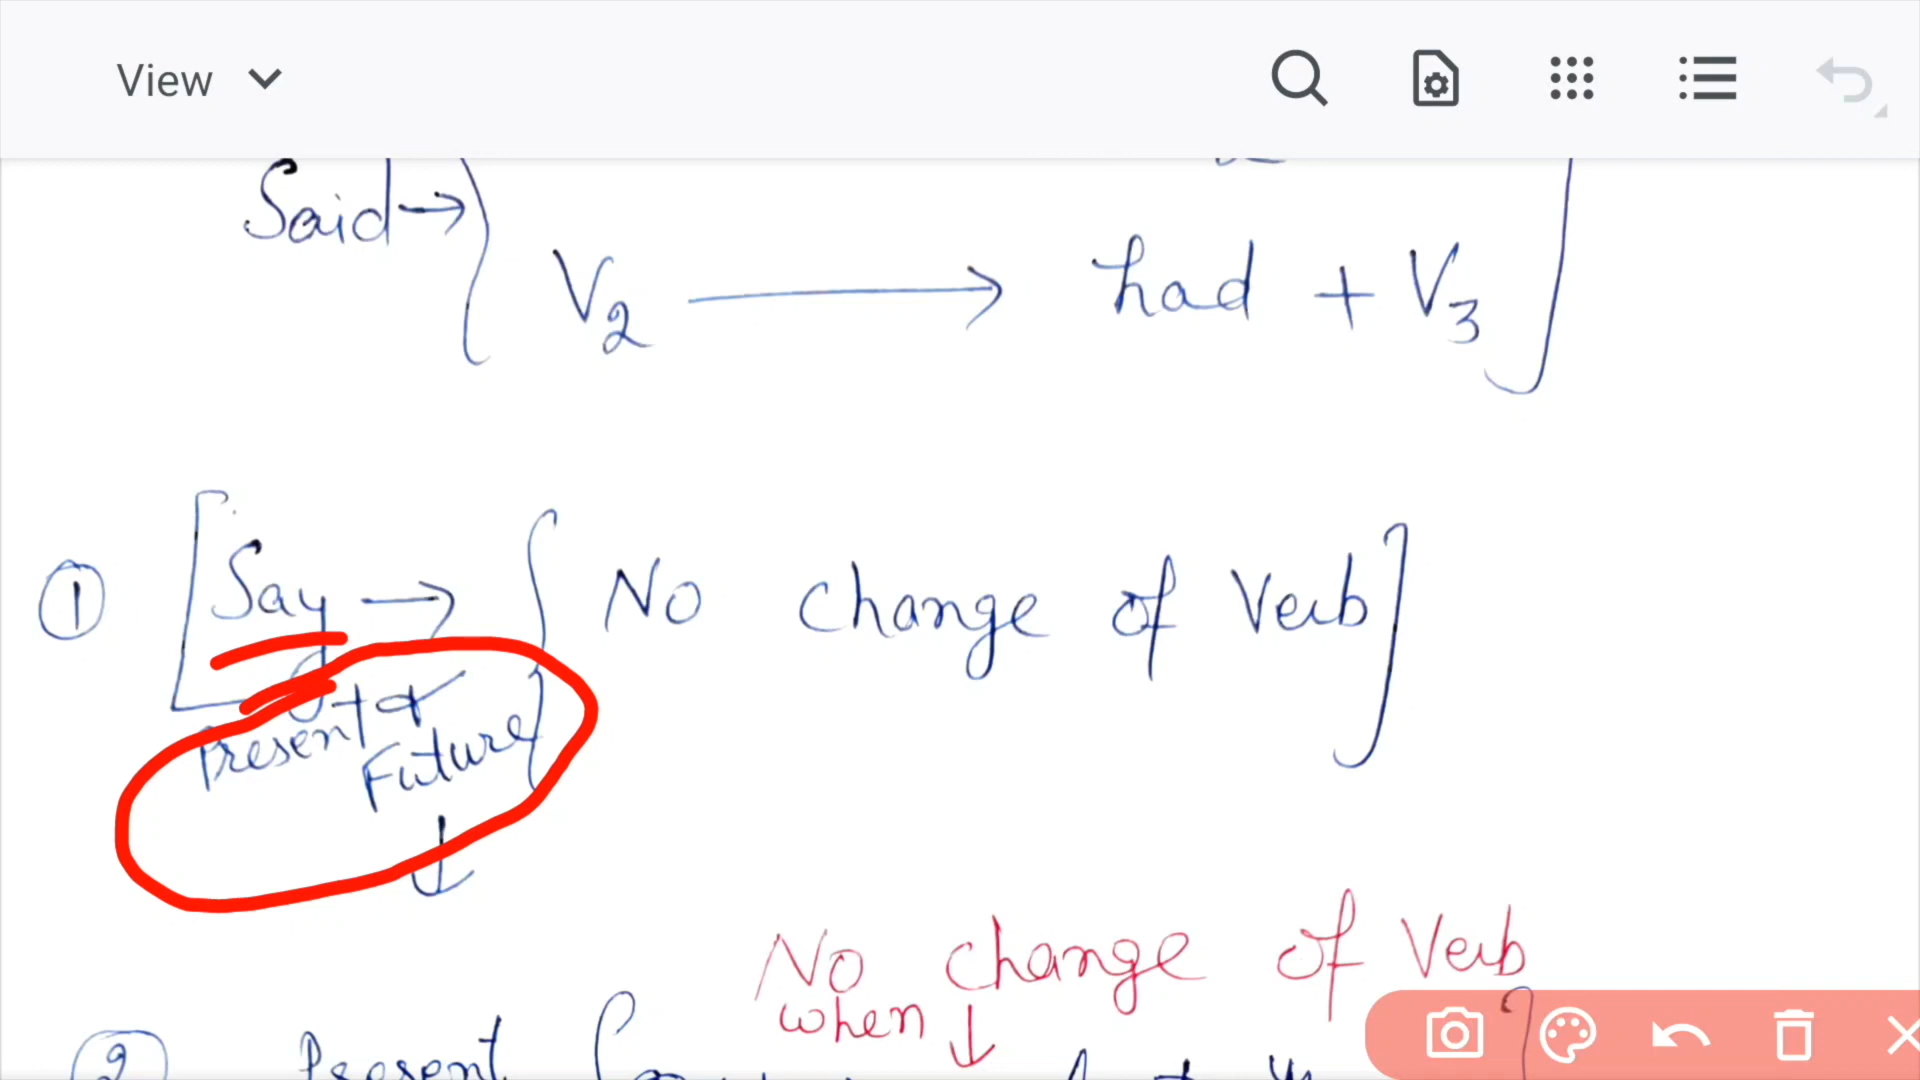 View
Said →
V2 → had + V3
① [Say → { No change of Verb]
Present &
Future
↓
No change of Verb
when ↓
② Present